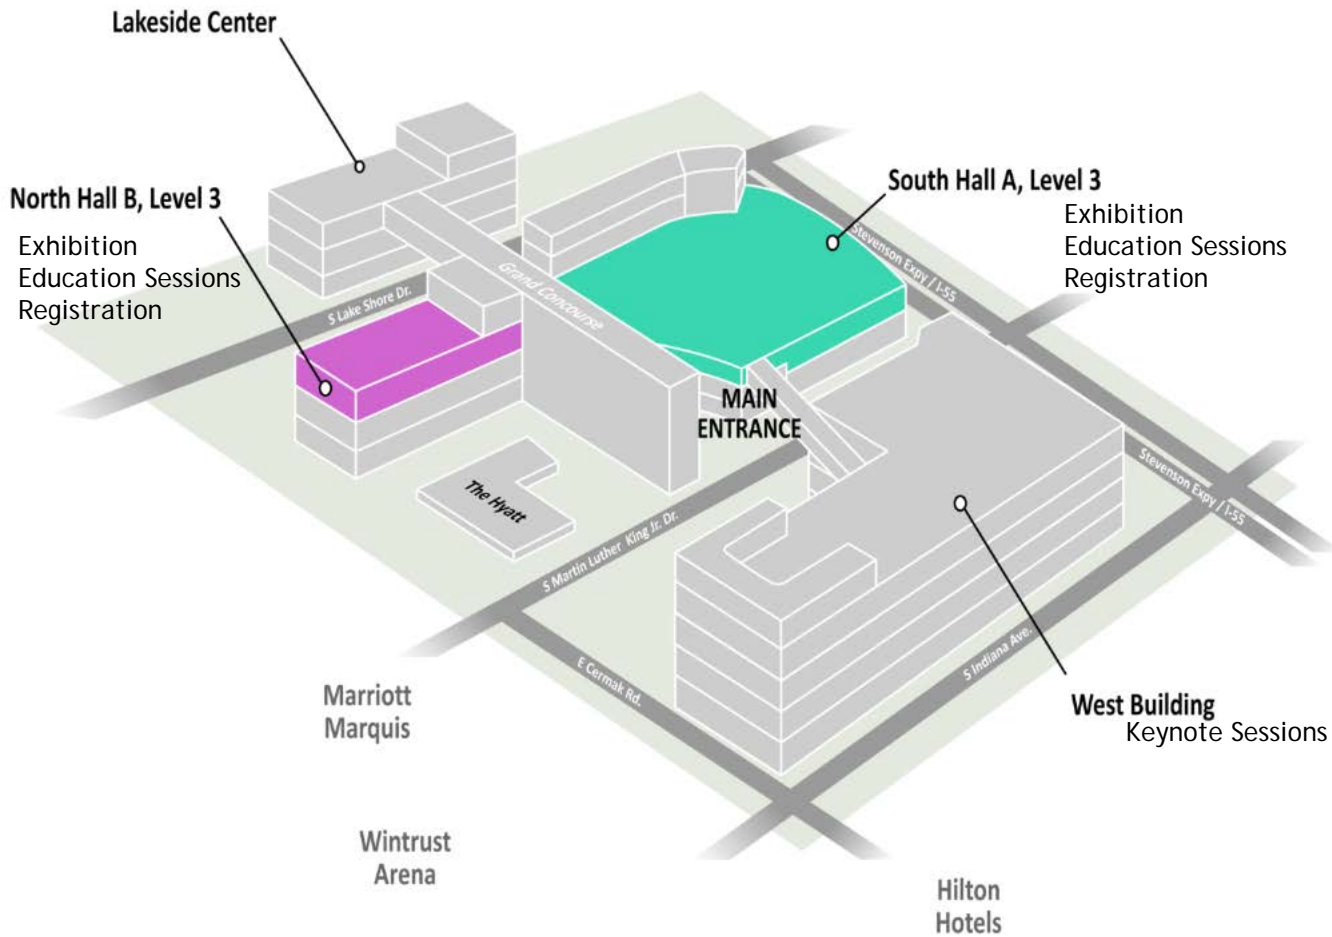 Lakeside Center
North Hall B, Level 3
Exhibition
Education Sessions
Registration
South Hall A, Level 3
Exhibition
Education Sessions
Registration
Stevenson Expy / I-55
Grand Concourse
S Lake Shore Dr.
MAIN
ENTRANCE
The Hyatt
Stevenson Expy / I-55
S Martin Luther King Jr. Dr.
S Indiana Ave.
E Cermak Rd.
West Building
Keynote Sessions
Marriott
Marquis
Wintrust
Arena
Hilton
Hotels